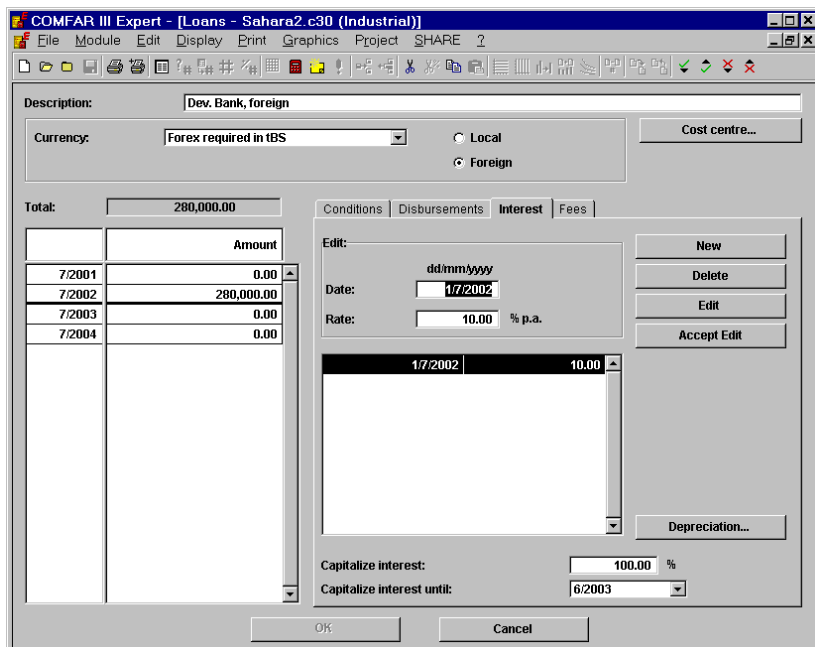 COMFAR III Expert - [Loans - Sahara2.c30 (Industrial)]
File Module Edit Display Print Graphics Project SHARE ?
Description: Dev. Bank, foreign
Currency: Forex required in tBS Local Cost centre...
Foreign
Total: 280,000.00 Conditions Disbursements Interest Fees
Amount Edit: New
dd/mm/yyyy
7/2001 0.00 Date: 1/7/2002 Delete
7/2002 280,000.00 Edit
7/2003 0.00 Rate: 10.00 % p.a.
7/2004 0.00 Accept Edit
1/7/2002 10.00
Depreciation...
Capitalize interest: 100.00 %
Capitalize interest until: 6/2003
OK Cancel